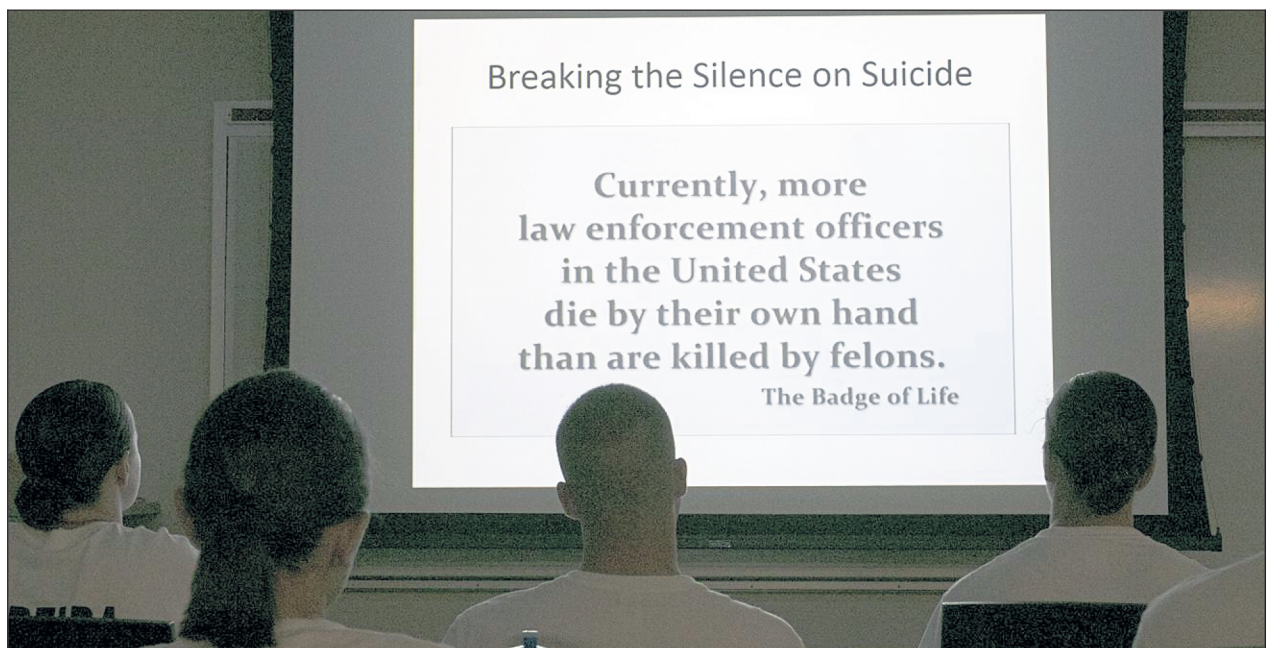 Breaking the Silence on Suicide
Currently, more
law enforcement officers
in the United States
die by their own hand
than are killed by felons.
The Badge of Life